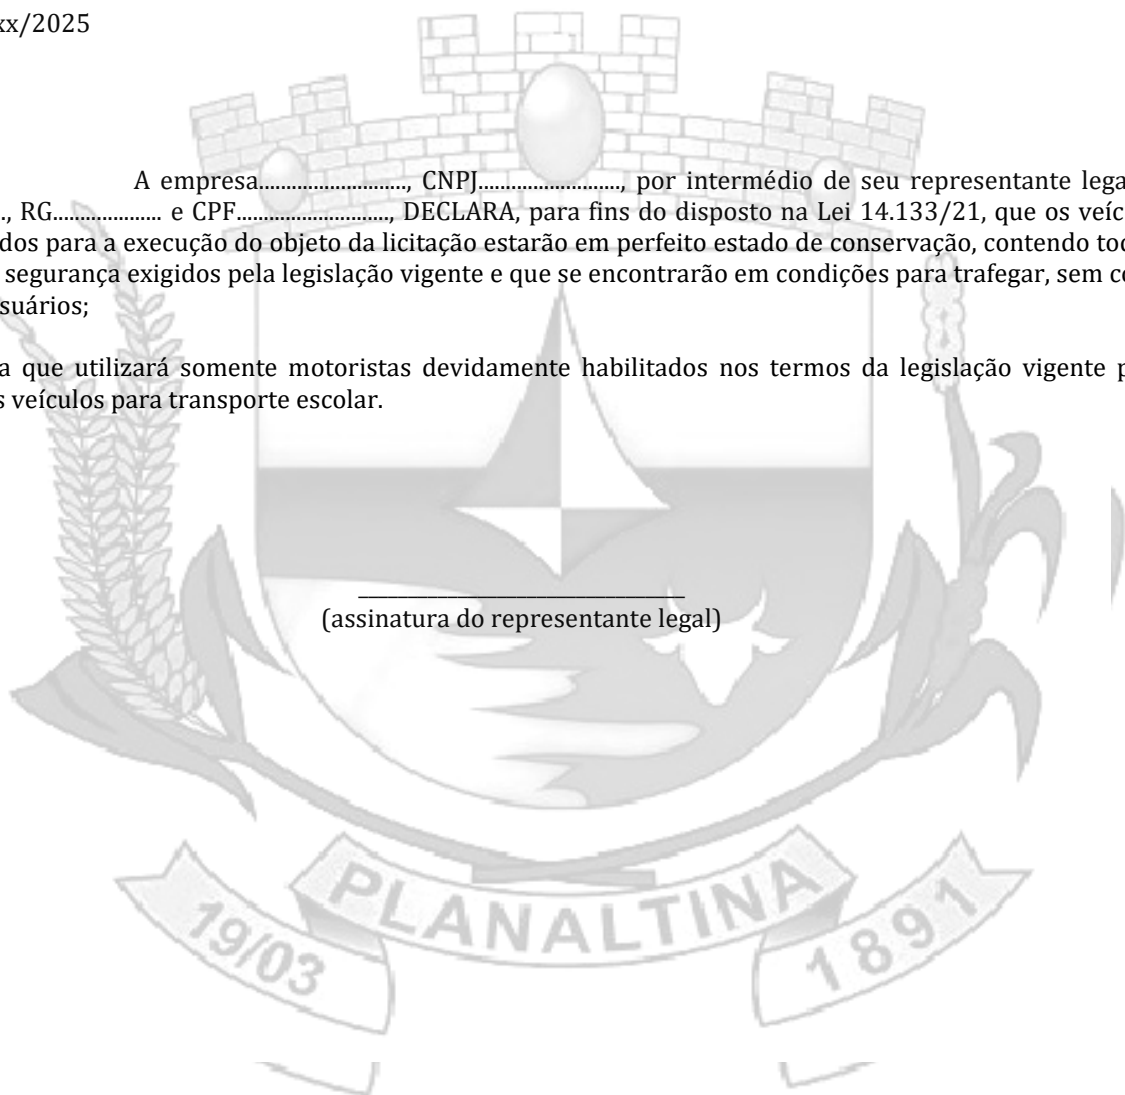 xx/2025
A empresa..........................., CNPJ.........................., por intermédio de seu representante lega
.., RG.................... e CPF............................, DECLARA, para fins do disposto na Lei 14.133/21, que os veíc
dos para a execução do objeto da licitação estarão em perfeito estado de conservação, contendo too
segurança exigidos pela legislação vigente e que se encontrarão em condições para trafegar, sem co
suários;
a que utilizará somente motoristas devidamente habilitados nos termos da legislação vigente p
s veículos para transporte escolar.
______________________________
(assinatura do representante legal)
PLANALTINA
19/03
1891